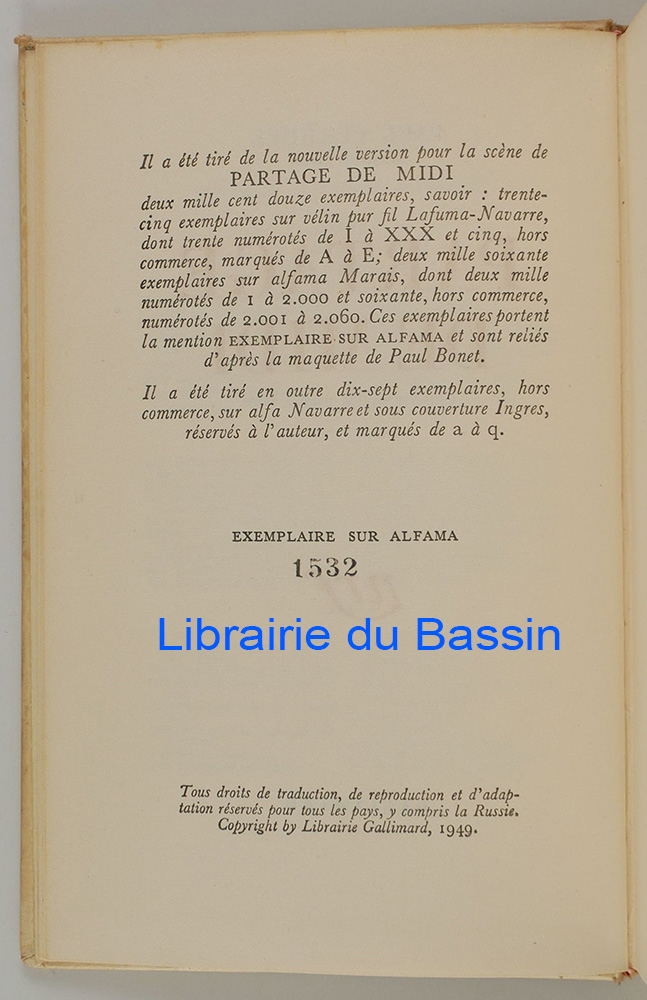 Il a été tiré de la nouvelle version pour la scène de
PARTAGE DE MIDI
deux mille cent douze exemplaires, savoir : trente-
cinq exemplaires sur vélin pur fil Lafuma-Navarre,
dont trente numérotés de I à XXX et cinq, hors
commerce, marqués de A à E; deux mille soixante
exemplaires sur alfama Marais, dont deux mille
numérotés de 1 à 2.000 et soixante, hors commerce,
numérotés de 2.001 à 2.060. Ces exemplaires portent
la mention EXEMPLAIRE SUR ALFAMA et sont reliés
d'après la maquette de Paul Bonet.
Il a été tiré en outre dix-sept exemplaires, hors
commerce, sur alfa Navarre et sous couverture Ingres,
réservés à l'auteur, et marqués de a à q.
EXEMPLAIRE SUR ALFAMA
1532
Librairie du Bassin
Tous droits de traduction, de reproduction et d'adap-
tation réservés pour tous les pays, y compris la Russie.
Copyright by Librairie Gallimard, 1949.